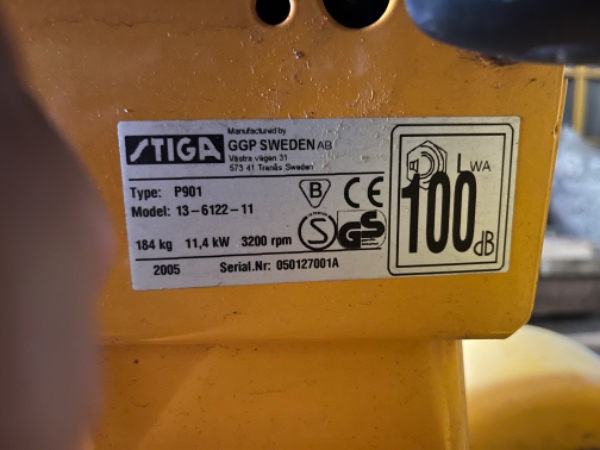 STIGA
Manufactured by
GGP SWEDEN AB
Västra vägen 31
573 41 Tranås Sweden
Type: P901
Model: 13-6122-11
184 kg 11,4 kW 3200 rpm
2005 Serial.Nr: 050127001A
B
CE
S
GS
LWA
100
dB